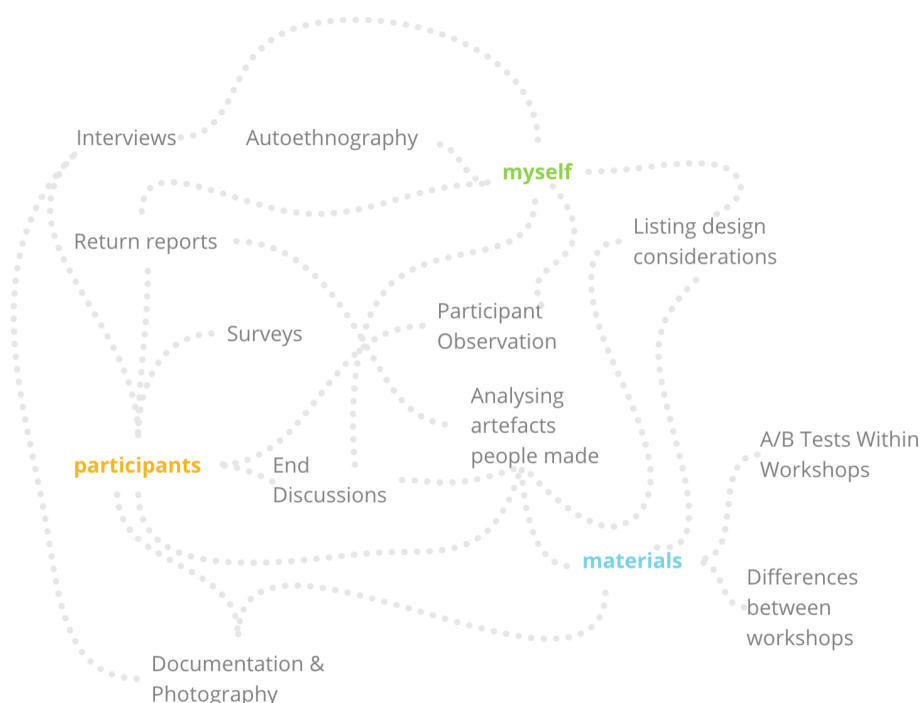 Interviews
Autoethnography
myself
Return reports
Listing design
considerations
Participant
Observation
Surveys
Analysing
artefacts
people made
A/B Tests Within
Workshops
participants
End
Discussions
materials
Differences
between
workshops
Documentation &
Photography